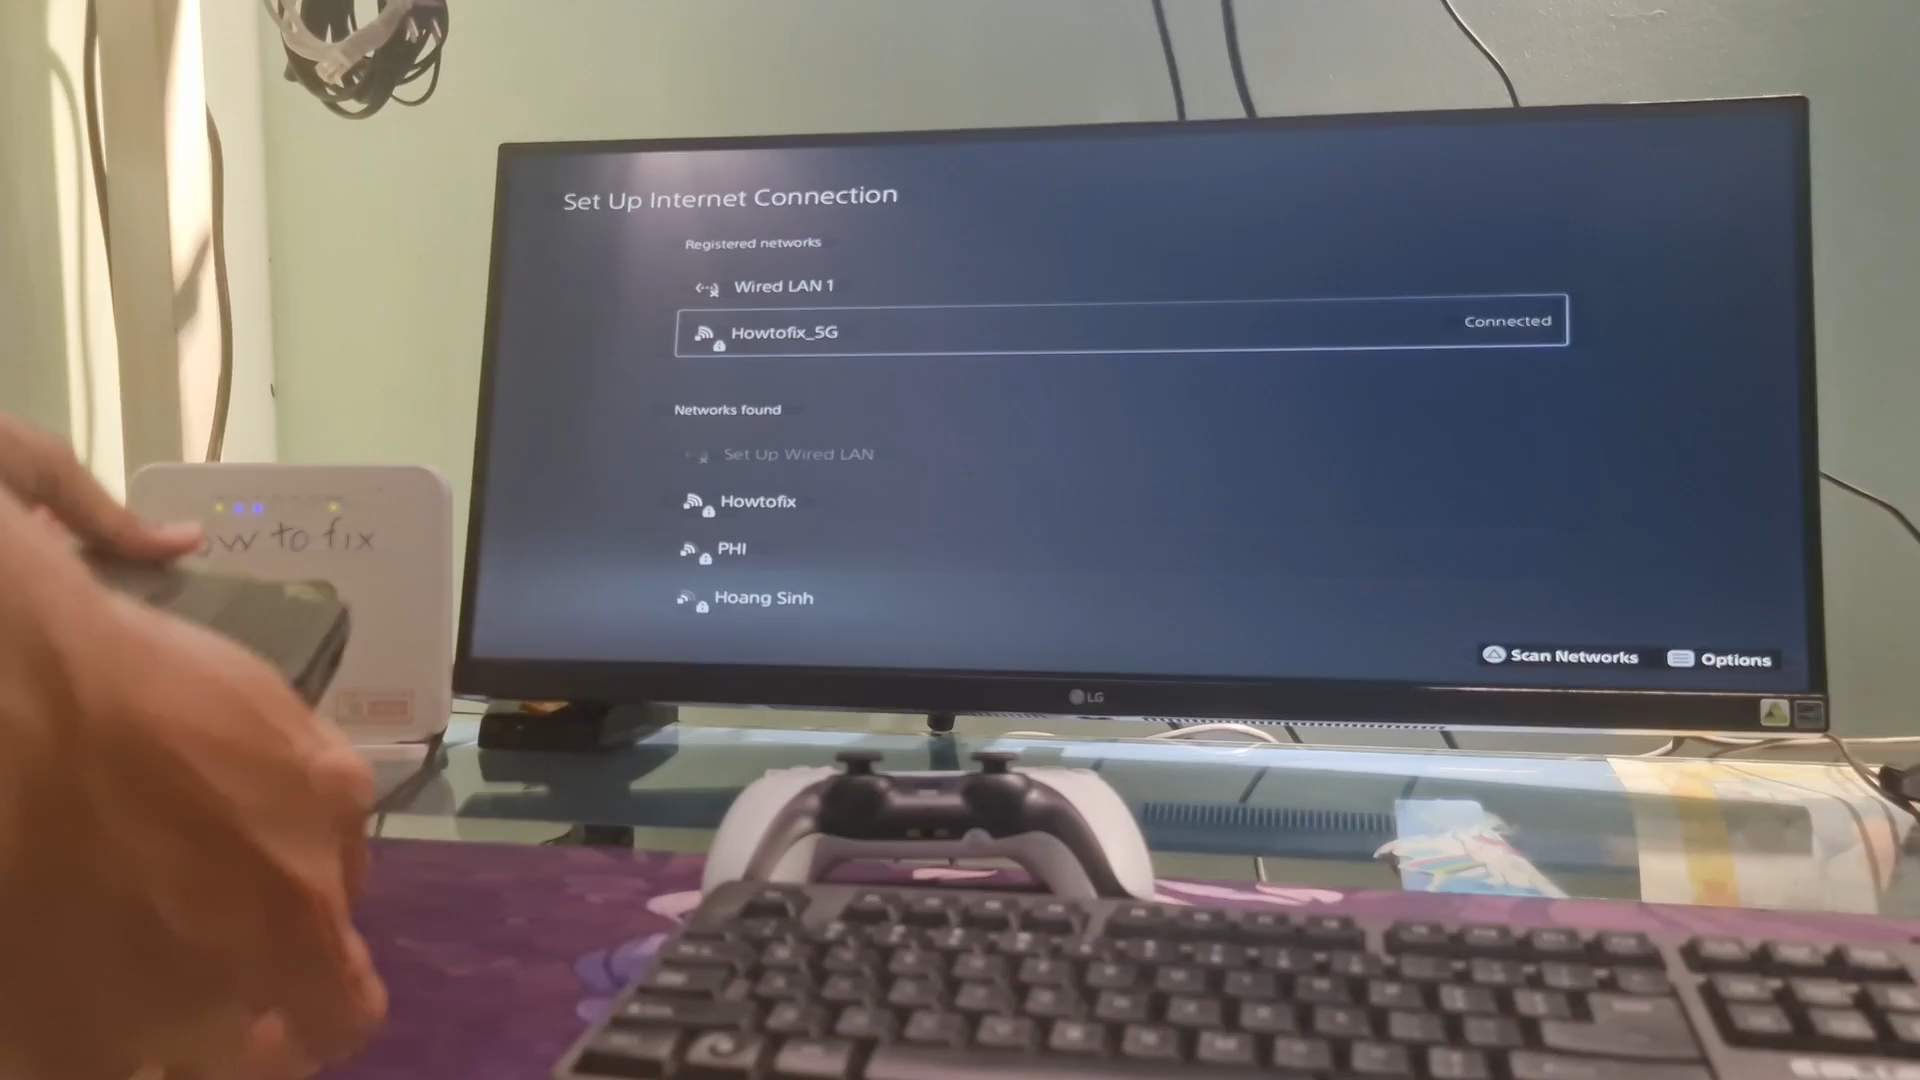 Set Up Internet Connection
Registered networks
Wired LAN 1
Howtofix_5G
Connected
Networks found
Set Up Wired LAN
Howtofix
PHI
Hoang Sinh
Scan Networks
Options
LG
ow to fix